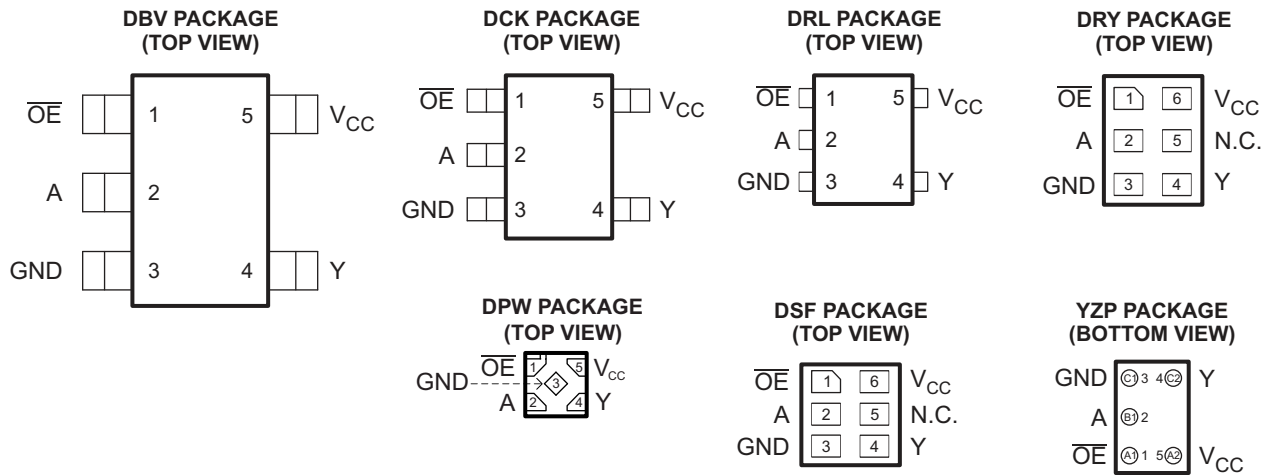 DBV PACKAGE
(TOP VIEW)
OE 1 5 VCC
A 2
GND 3 4 Y
DCK PACKAGE
(TOP VIEW)
OE 1 5 VCC
A 2
GND 3 4 Y
DRL PACKAGE
(TOP VIEW)
OE 1 5 VCC
A 2
GND 3 4 Y
DRY PACKAGE
(TOP VIEW)
OE 1 6 VCC
A 2 5 N.C.
GND 3 4 Y
DPW PACKAGE
(TOP VIEW)
OE 1 5 VCC
GND 3
A 2 4 Y
DSF PACKAGE
(TOP VIEW)
OE 1 6 VCC
A 2 5 N.C.
GND 3 4 Y
YZP PACKAGE
(BOTTOM VIEW)
GND C1 3 4 C2 Y
A B1 2
OE A1 1 5 A2 VCC